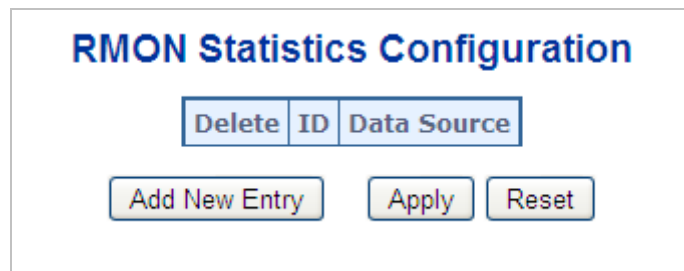 RMON Statistics Configuration
Delete ID Data Source
Add New Entry Apply Reset